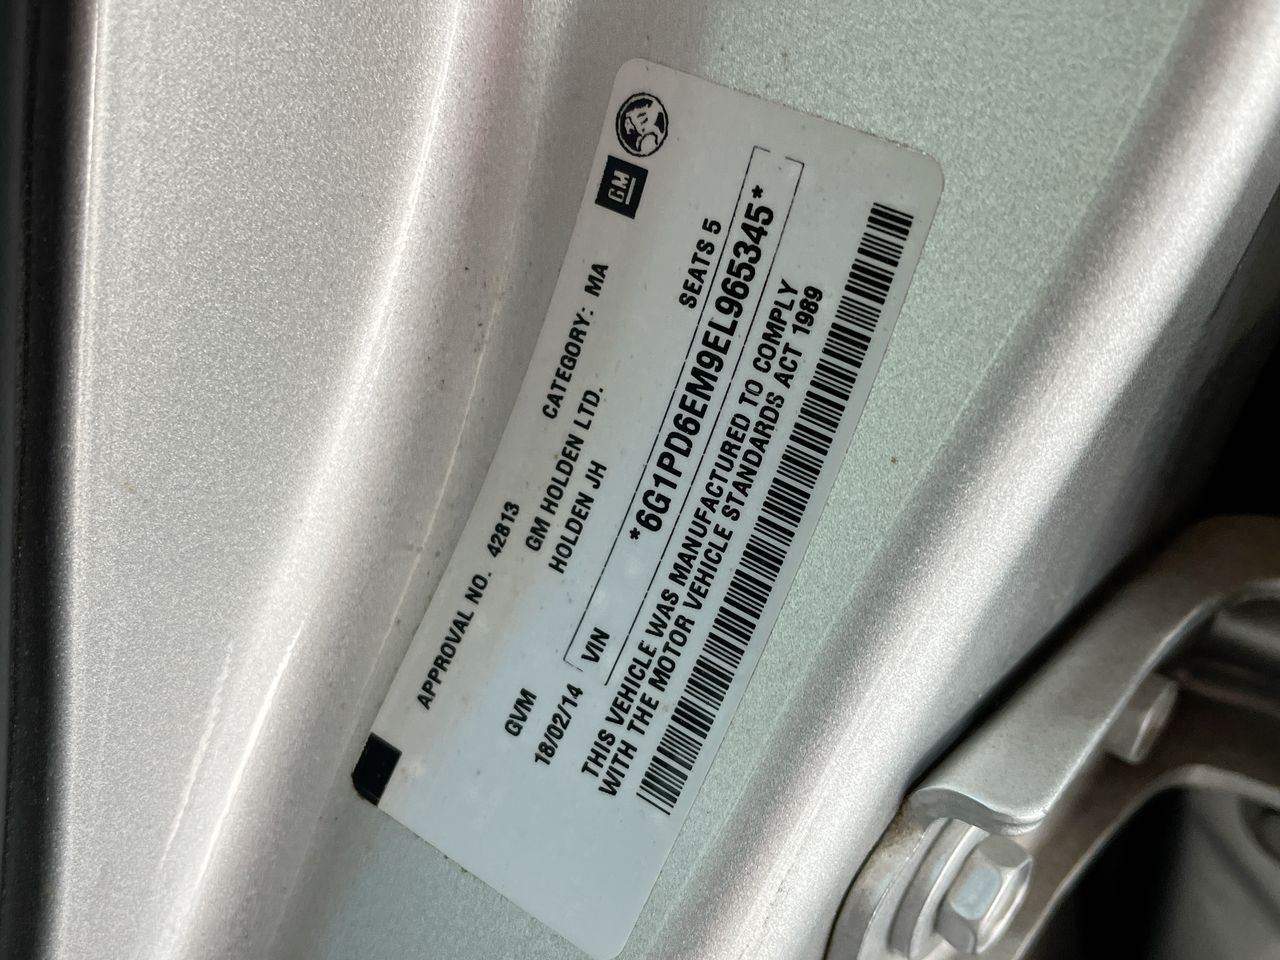 GM
APPROVAL NO. 42813 CATEGORY: MA
GM HOLDEN LTD.
GVM HOLDEN JH
18/02/14 SEATS 5
VIN *6G1PD6EM9EL965345*
THIS VEHICLE WAS MANUFACTURED TO COMPLY
WITH THE MOTOR VEHICLE STANDARDS ACT 1989